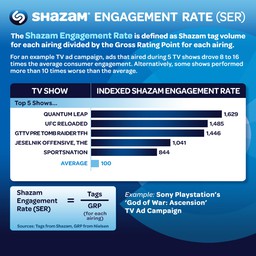 SHAZAM® ENGAGEMENT RATE (SER)
The Shazam Engagement Rate is defined as Shazam tag volume
for each airing divided by the Gross Rating Point for each airing.
For an example TV ad campaign, ads that aired during 5 TV shows drove 8 to 16
times the average consumer engagement. Alternatively, some shows performed
more than 10 times worse than the average.
TV SHOW
INDEXED SHAZAM ENGAGEMENT RATE
Top 5 Shows...
QUANTUM LEAP 1,629
UFC RELOADED 1,485
GTTV PRE TOMB RAIDER TFH 1,446
JESELNIK OFFENSIVE, THE 1,041
SPORTSNATION 844
AVERAGE 100
Shazam
Engagement
Rate (SER)
=
Tags
GRP
(for each
airing)
Sources: Tags from Shazam, GRP from Nielsen
Example: Sony Playstation's
'God of War: Ascension'
TV Ad Campaign